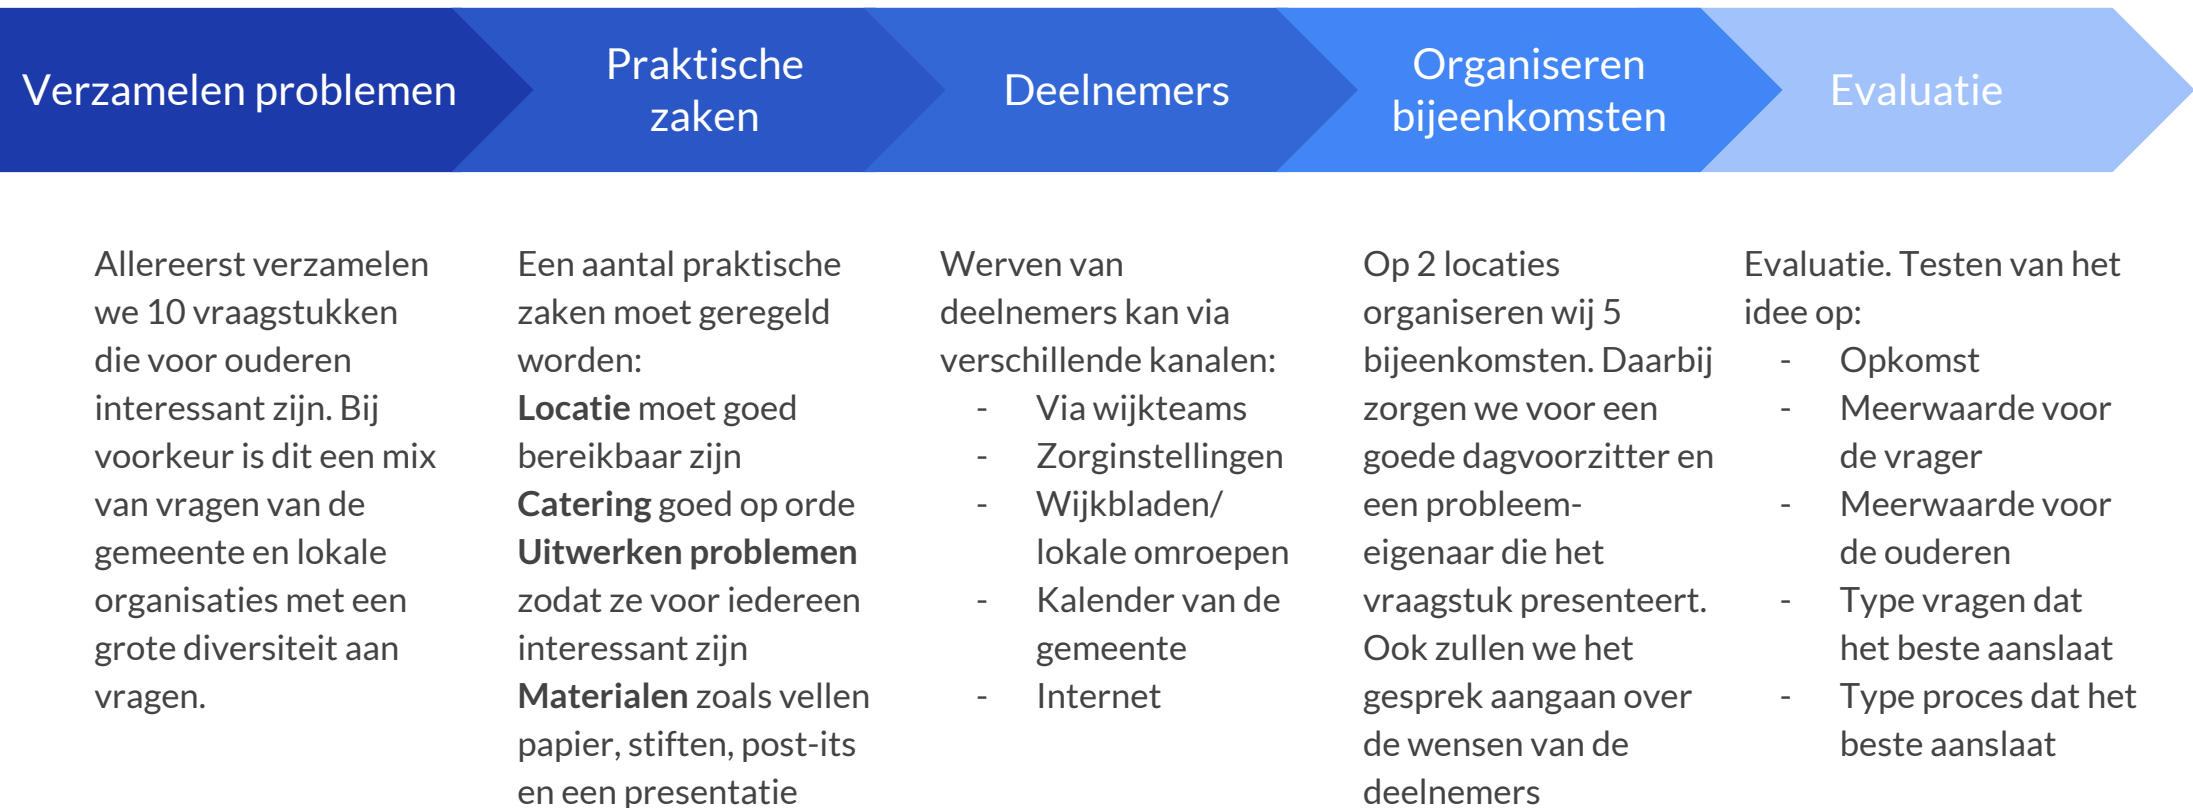 Verzamelen problemen
Praktische
zaken
Deelnemers
Organiseren
bijeenkomsten
Evaluatie
Allereerst verzamelen
we 10 vraagstukken
die voor ouderen
interessant zijn. Bij
voorkeur is dit een mix
van vragen van de
gemeente en lokale
organisaties met een
grote diversiteit aan
vragen.
Een aantal praktische
zaken moet geregeld
worden:
Locatie moet goed
bereikbaar zijn
Catering goed op orde
Uitwerken problemen
zodat ze voor iedereen
interessant zijn
Materialen zoals vellen
papier, stiften, post-its
en een presentatie
Werven van
deelnemers kan via
verschillende kanalen:
- Via wijkteams
- Zorginstellingen
- Wijkbladen/
lokale omroepen
- Kalender van de
gemeente
- Internet
Op 2 locaties
organiseren wij 5
bijeenkomsten. Daarbij
zorgen we voor een
goede dagvoorzitter en
een probleem-
eigenaar die het
vraagstuk presenteert.
Ook zullen we het
gesprek aangaan over
de wensen van de
deelnemers
Evaluatie. Testen van het
idee op:
- Opkomst
- Meerwaarde voor
de vrager
- Meerwaarde voor
de ouderen
- Type vragen dat
het beste aanslaat
- Type proces dat het
beste aanslaat